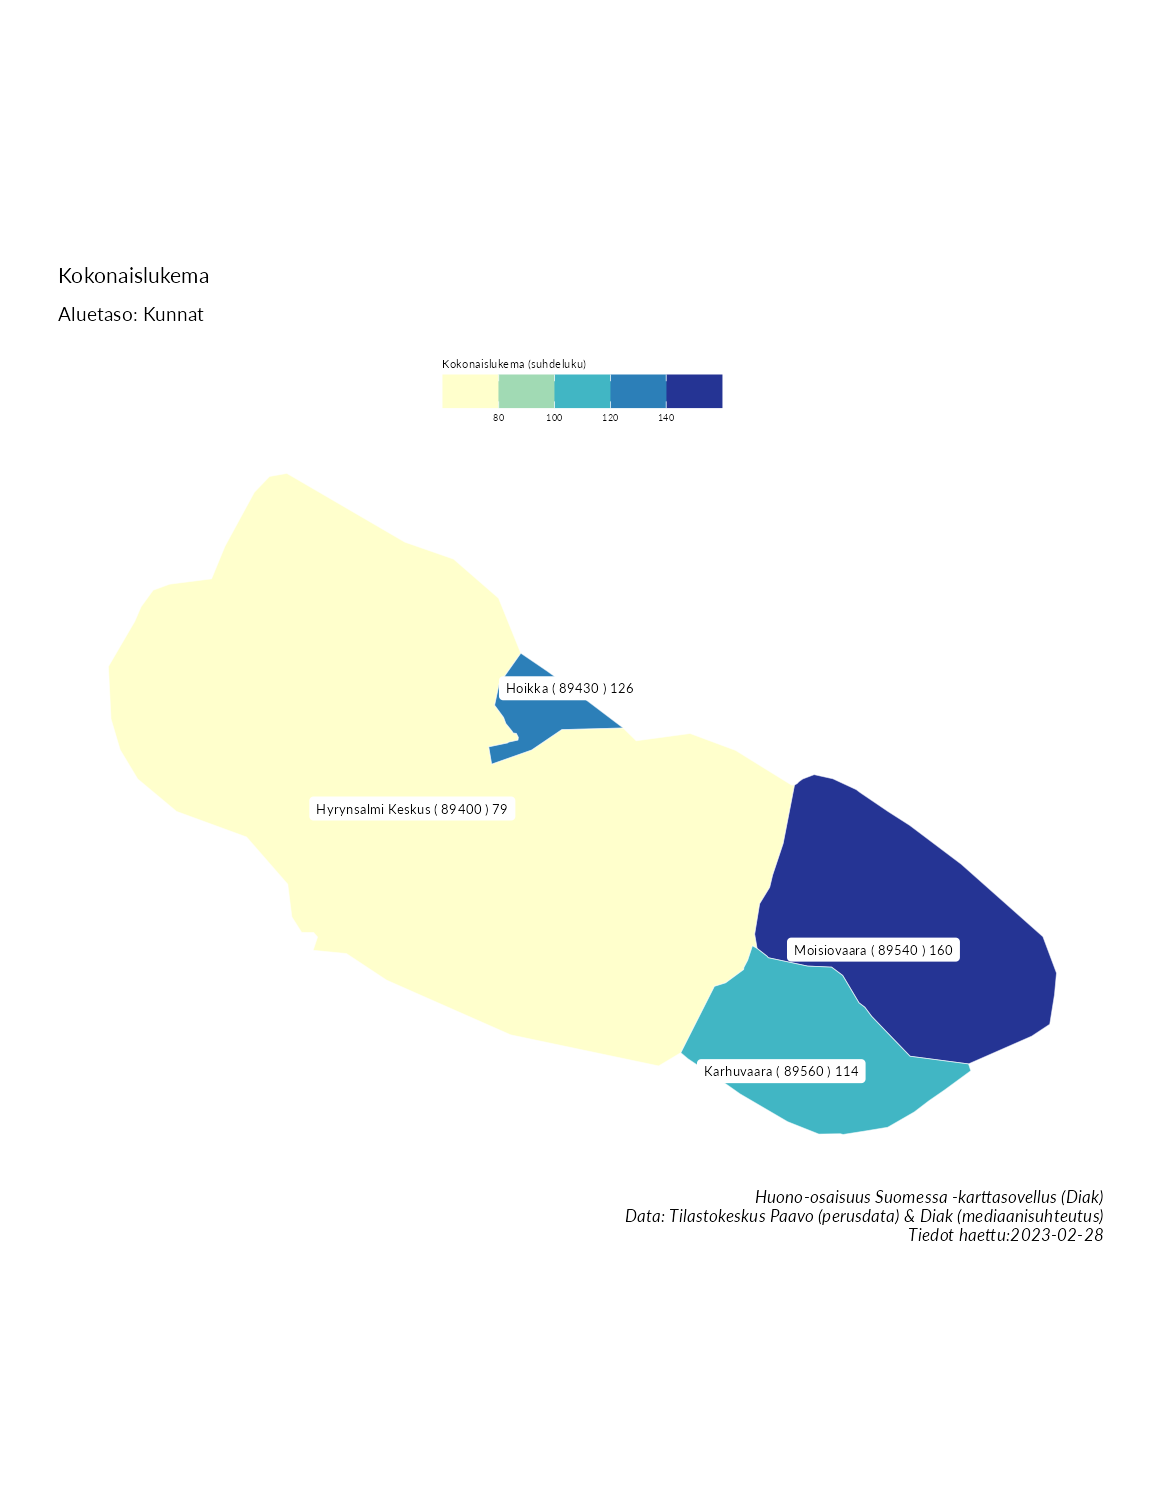 Kokonaislukema
Aluetaso: Kunnat
Kokonaislukema (suhdeluku)
80 100 120 140
Hoikka ( 89430 ) 126
Hyrynsalmi Keskus ( 89400 ) 79
Moisiovaara ( 89540 ) 160
Karhuvaara ( 89560 ) 114
Huono-osaisuus Suomessa -karttasovellus (Diak)
Data: Tilastokeskus Paavo (perusdata) & Diak (mediaanisuhteutus)
Tiedot haettu:2023-02-28